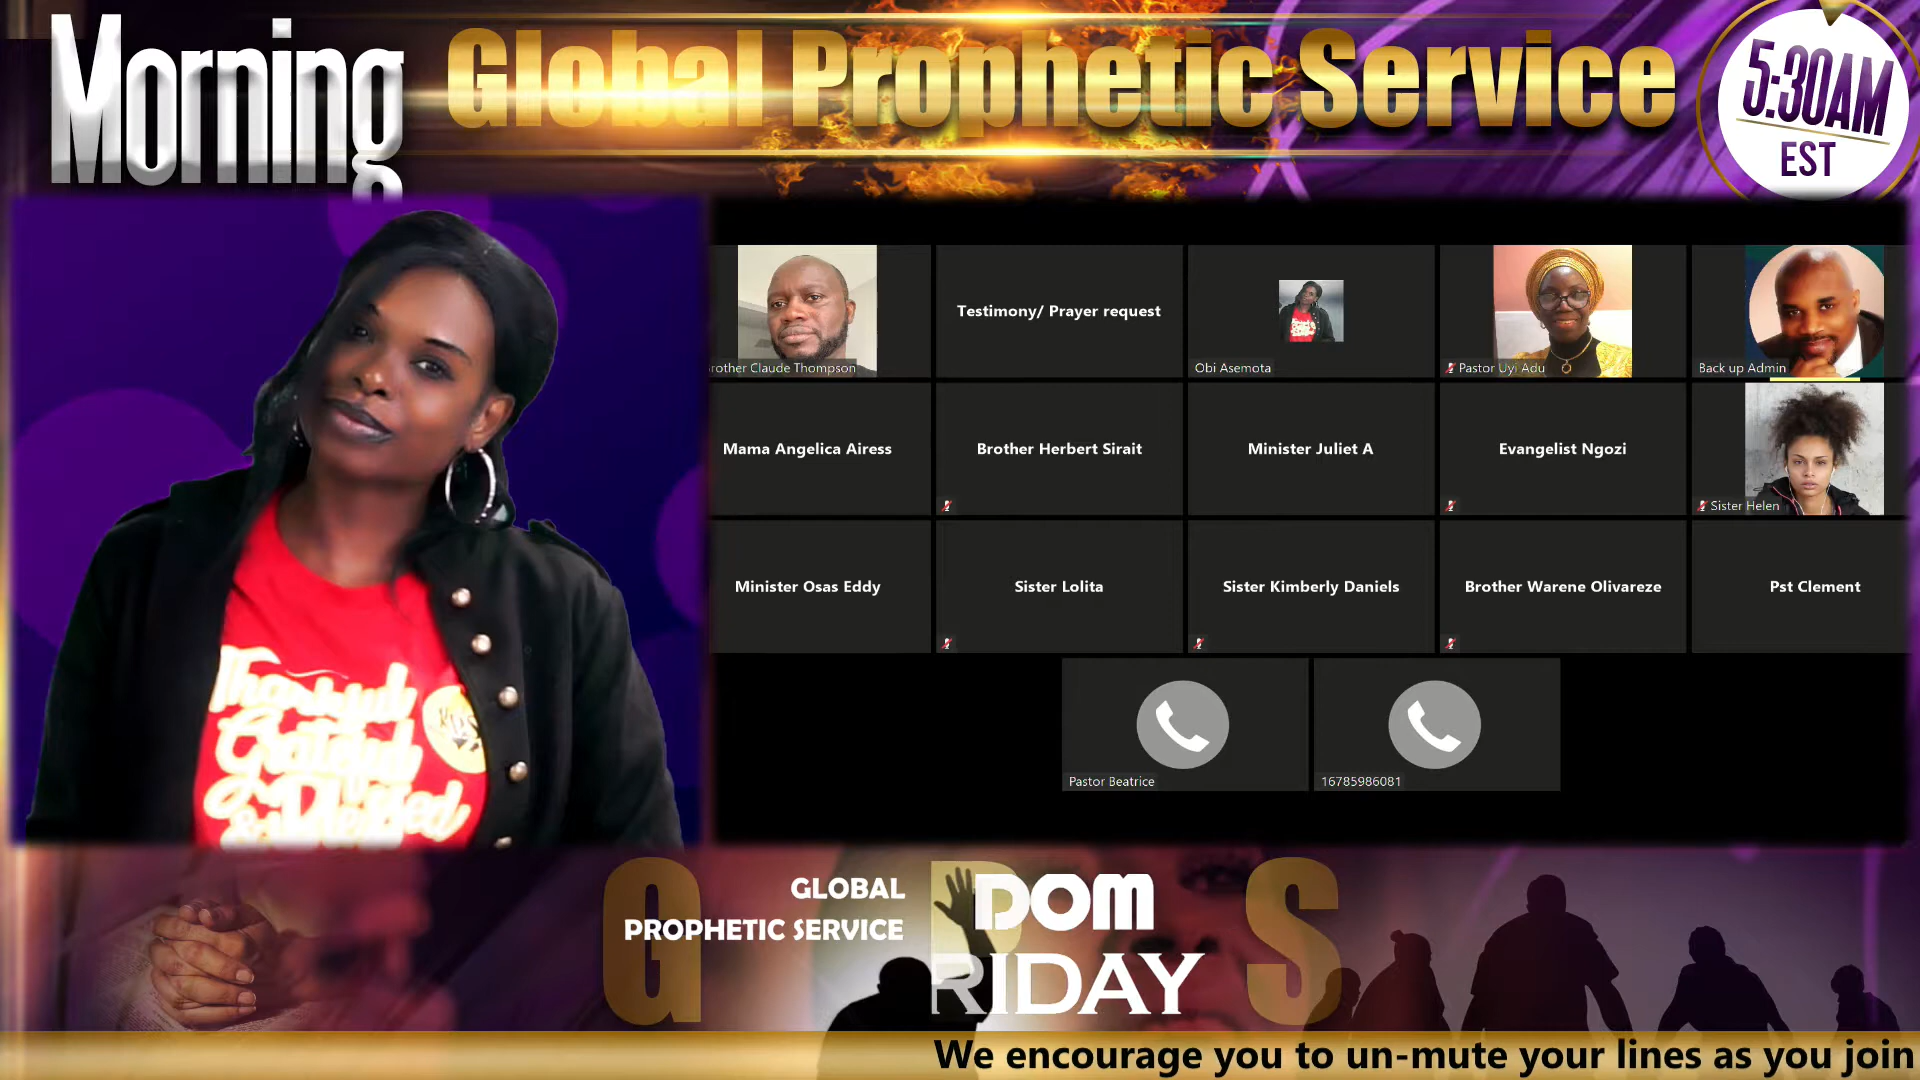 Morning
Global Prophetic Service
5:30AM
EST
rother Claude Thompson
Testimony/ Prayer request
Obi Asemota
Pastor Uyi Adu
Back up Admin
Mama Angelica Airess
Brother Herbert Sirait
Minister Juliet A
Evangelist Ngozi
Sister Helen
Minister Osas Eddy
Sister Lolita
Sister Kimberly Daniels
Brother Warene Olivareze
Pst Clement
Thankful
Grateful
& Blessed
Pastor Beatrice
16785986081
G P S
GLOBAL
PROPHETIC SERVICE
DOM
RIDAY
We encourage you to un-mute your lines as you join